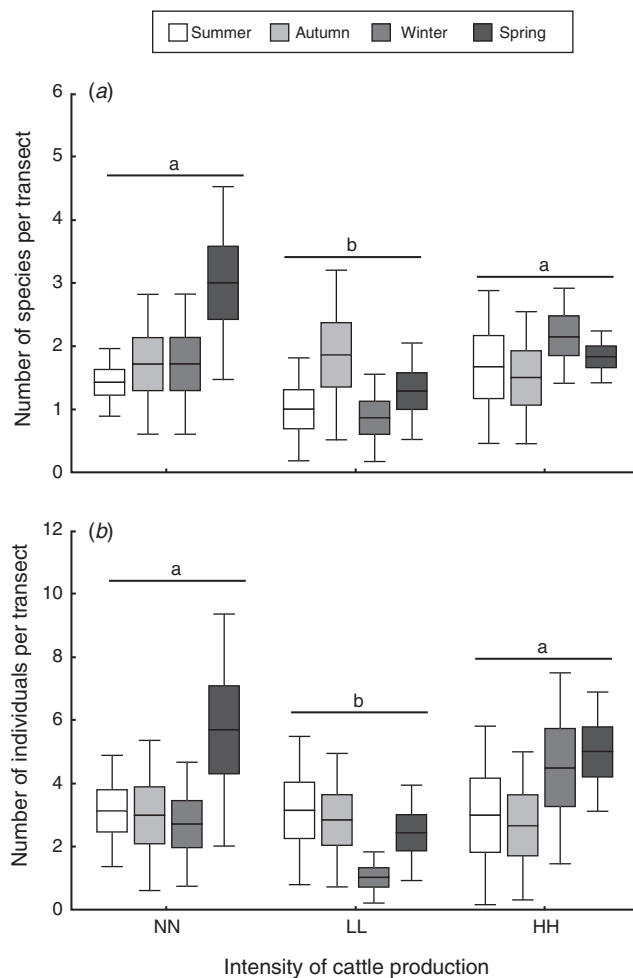 Summer Autumn Winter Spring
(a)
Number of species per transect
6
5
4
3
2
1
0
a
b
a
(b)
Number of individuals per transect
12
10
8
6
4
2
0
a
b
a
NN LL HH
Intensity of cattle production